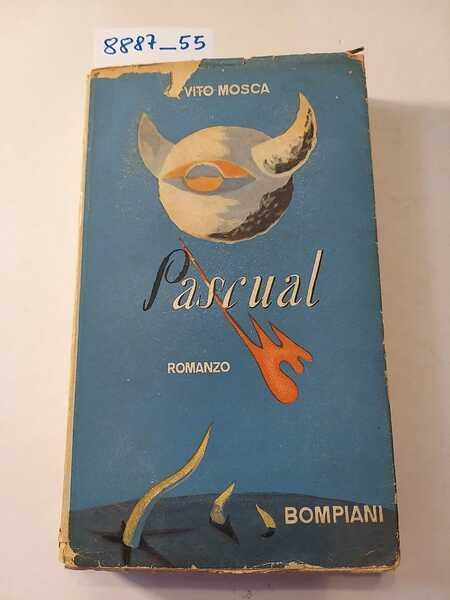 8887_55
VITO MOSCA
Pascual
ROMANZO
BOMPIANI